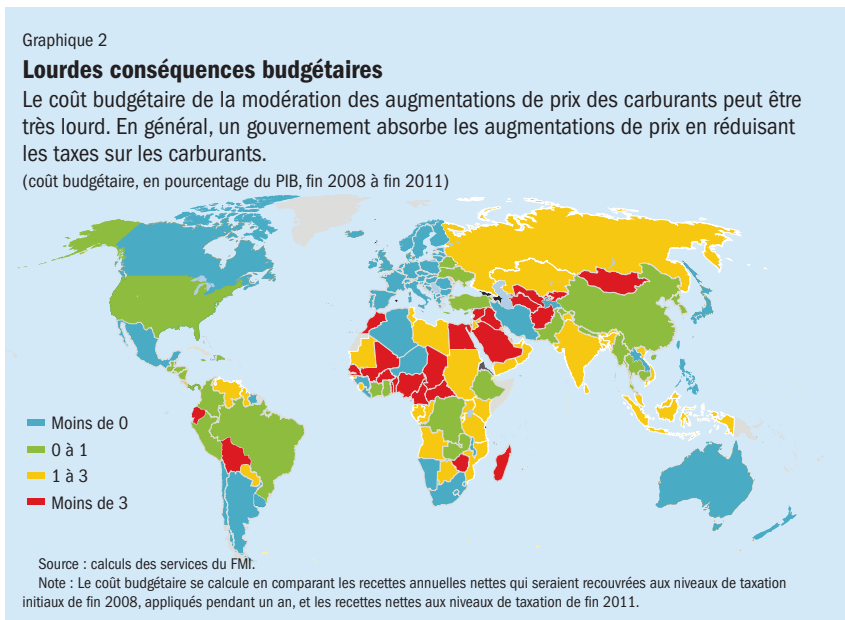 Graphique 2
Lourdes conséquences budgétaires
Le coût budgétaire de la modération des augmentations de prix des carburants peut être
très lourd. En général, un gouvernement absorbe les augmentations de prix en réduisant
les taxes sur les carburants.
(coût budgétaire, en pourcentage du PIB, fin 2008 à fin 2011)
Moins de 0
0 à 1
1 à 3
Moins de 3
Source : calculs des services du FMI.
Note : Le coût budgétaire se calcule en comparant les recettes annuelles nettes qui seraient recouvrées aux niveaux de taxation
initiaux de fin 2008, appliqués pendant un an, et les recettes nettes aux niveaux de taxation de fin 2011.